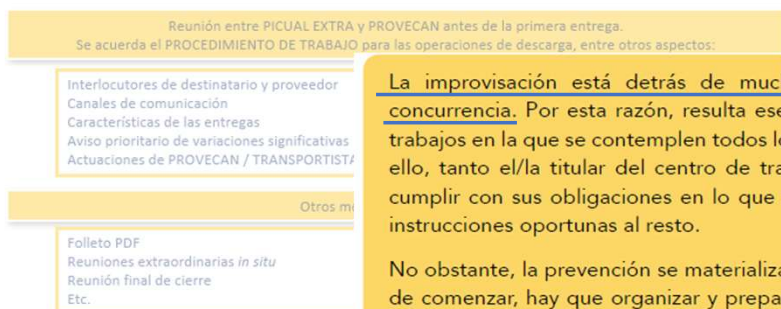 Reunión entre PICUAL EXTRA y PROVECAN antes de la primera entrega.
Se acuerda el PROCEDIMIENTO DE TRABAJO para las operaciones de descarga, entre otros aspectos:
Interlocutores de destinatario y proveedor
Canales de comunicación
Características de las entregas
Aviso prioritario de variaciones significativas
Actuaciones de PROVECAN / TRANSPORTISTA
Otros
Folleto PDF
Reuniones extraordinarias in situ
Reunión final de cierre
Etc.
La improvisación está detrás de
concurrencia. Por esta razón, resulta
trabajos en la que se contemplen todos
ello, tanto el/la titular del centro de
cumplir con sus obligaciones en lo que
instrucciones oportunas al resto.
No obstante, la prevención se
de comenzar, hay que organizar y